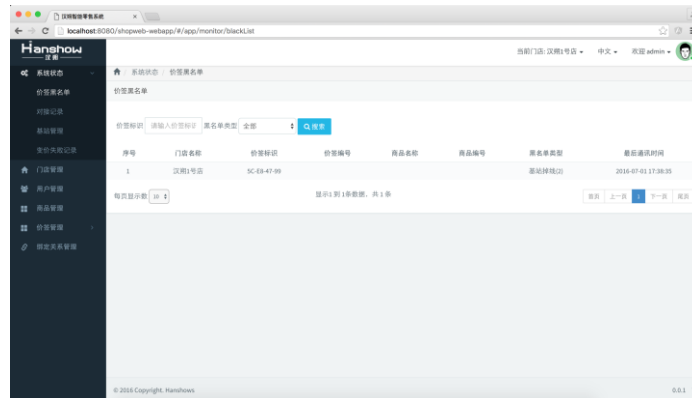 汉朔智能零售系统
localhost:8080/shopweb-webapp/#/app/monitor/blackList
Hanshow
汉朔
当前门店: 汉朔1号店 中文 欢迎 admin
系统状态
价签黑名单
对接记录
基站管理
变价失败记录
门店管理
用户管理
商品管理
价签管理
绑定关系管理
系统状态 / 价签黑名单
价签黑名单
价签标识 请输入价签标识 黑名单类型 全部 搜索
序号 门店名称 价签标识 价签编号 商品名称 商品编号 黑名单类型 最后通讯时间
1 汉朔1号店 5C-E8-47-99 基站掉线(2) 2016-07-01 17:38:35
每页显示数 10 显示1 到 1条数据，共 1 条 首页 上一页 1 下一页 尾页
© 2016 Copyright. Hanshows 0.0.1